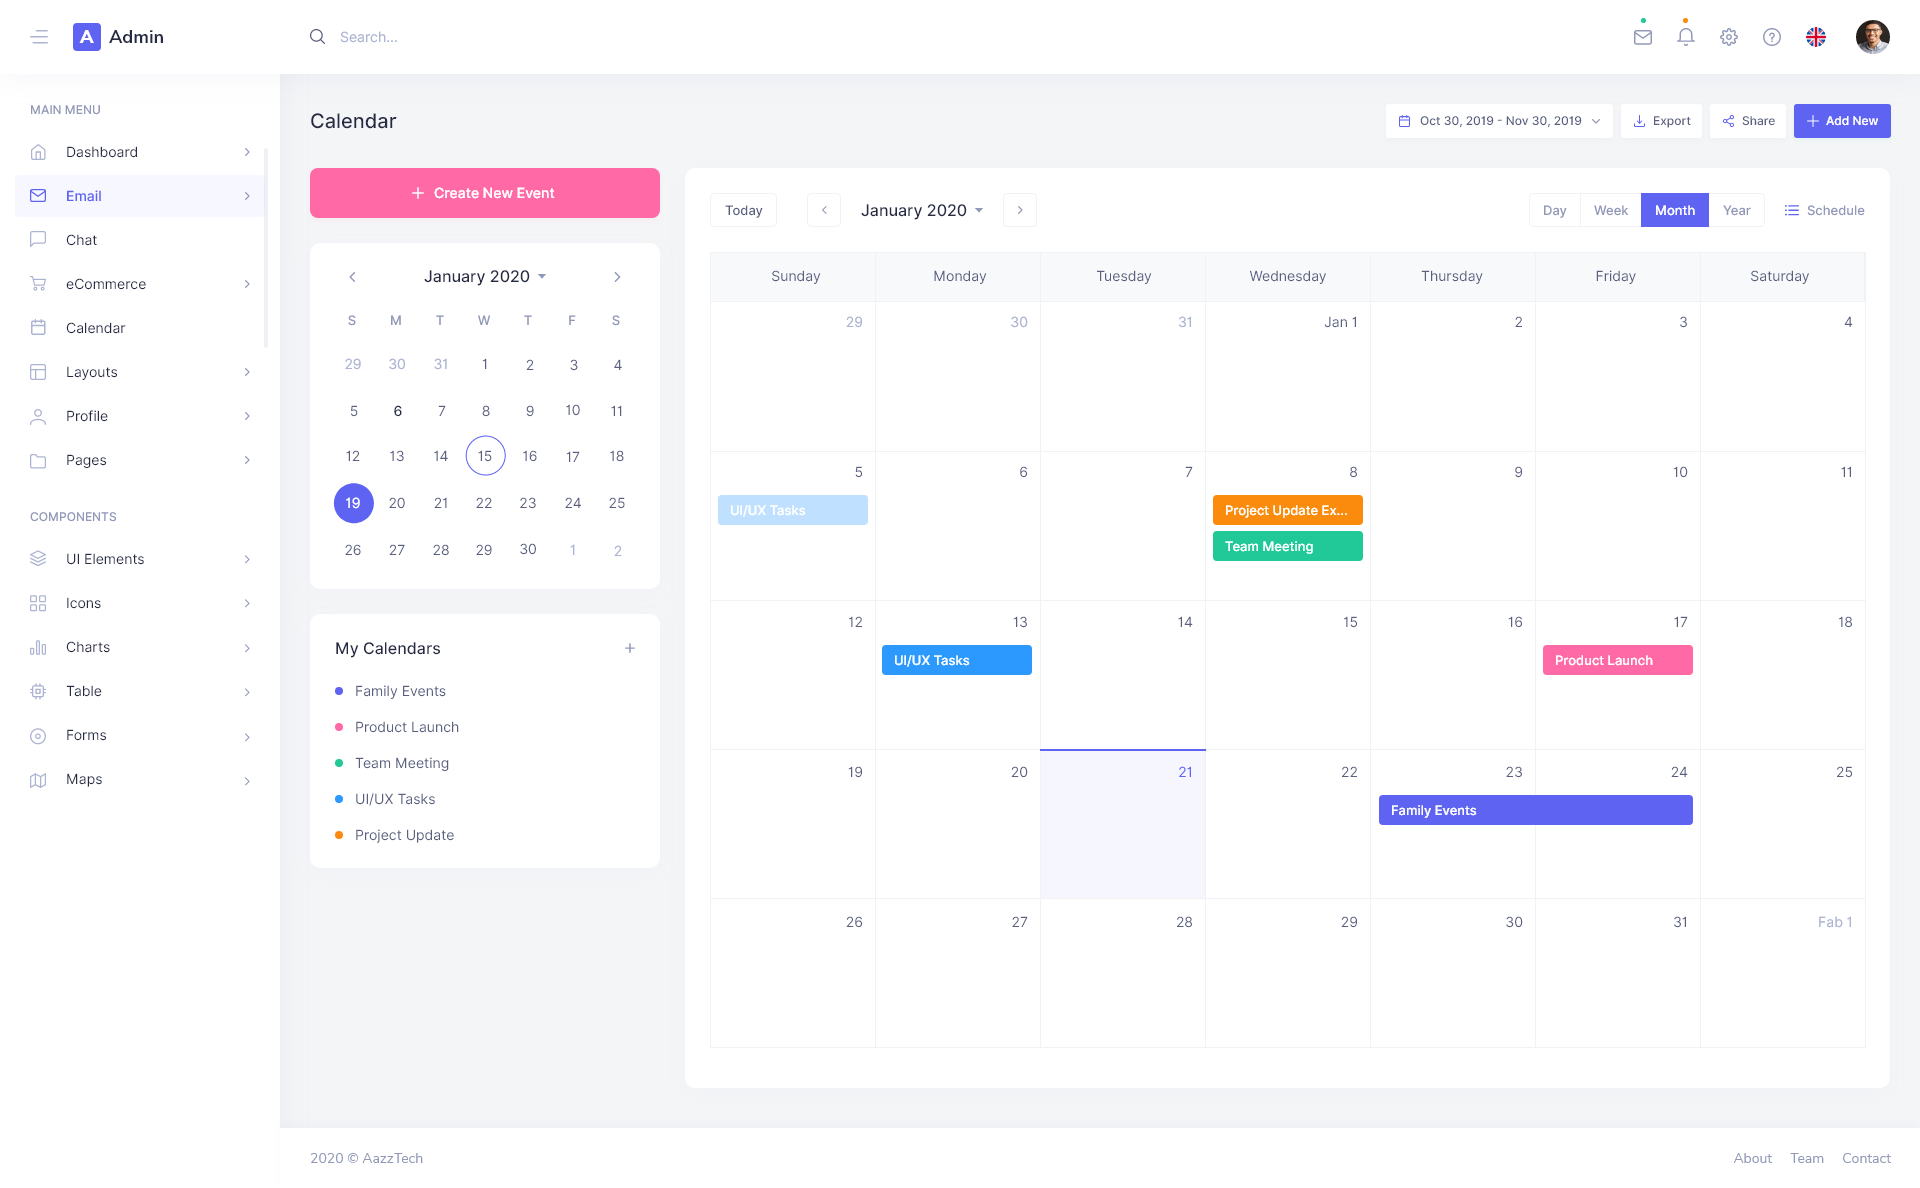 A Admin
Search...
MAIN MENU
Dashboard
Email
Chat
eCommerce
Calendar
Layouts
Profile
Pages
COMPONENTS
UI Elements
Icons
Charts
Table
Forms
Maps
Calendar
Oct 30, 2019 - Nov 30, 2019
Export
Share
Add New
Create New Event
January 2020
S M T W T F S
29 30 31 1 2 3 4
5 6 7 8 9 10 11
12 13 14 15 16 17 18
19 20 21 22 23 24 25
26 27 28 29 30 1 2
My Calendars
Family Events
Product Launch
Team Meeting
UI/UX Tasks
Project Update
Today
January 2020
Day Week Month Year
Schedule
Sunday Monday Tuesday Wednesday Thursday Friday Saturday
29 30 31 Jan 1 2 3 4
5 6 7 8 9 10 11
UI/UX Tasks
Project Update Ex...
Team Meeting
12 13 14 15 16 17 18
UI/UX Tasks
Product Launch
19 20 21 22 23 24 25
Family Events
26 27 28 29 30 31 Fab 1
2020 © AazzTech
About Team Contact